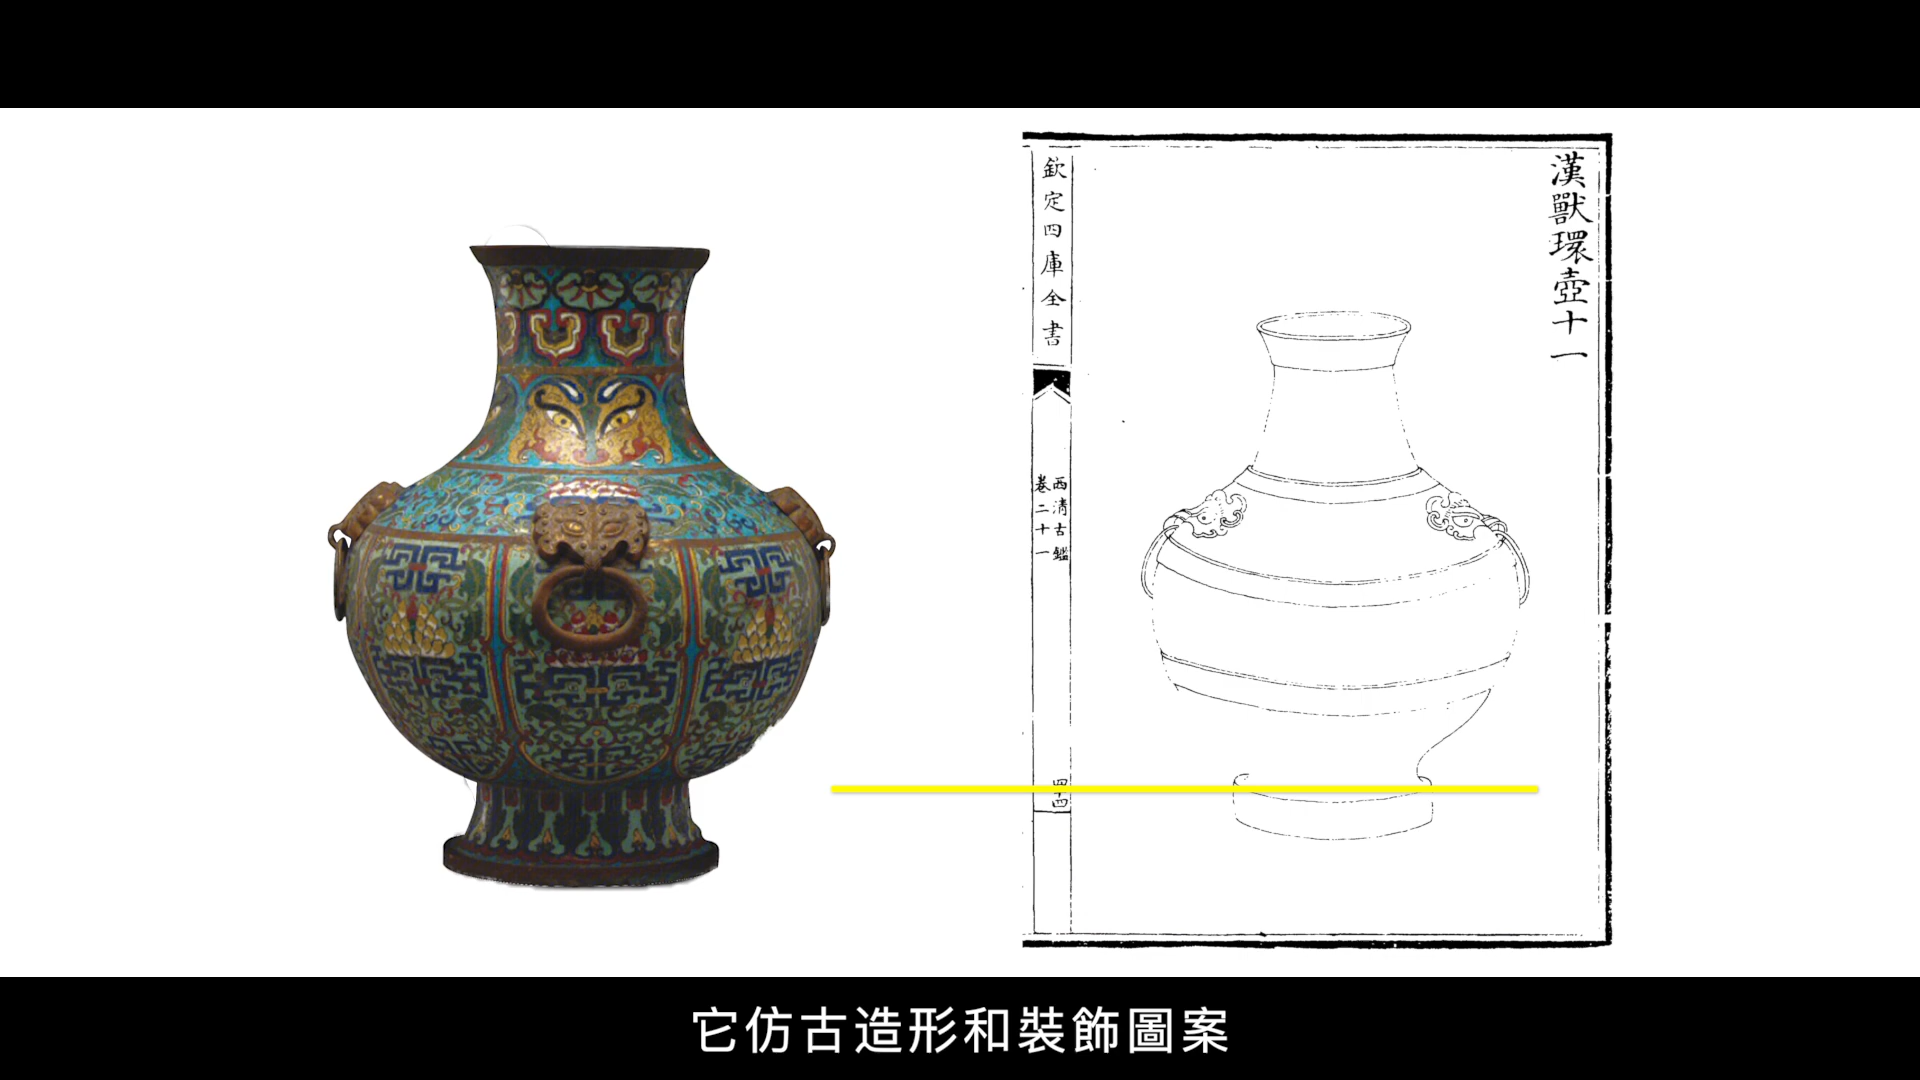 漢獸環壺十一
欽定四庫全書
西清古鑑
卷二十一
四十四
它仿古造形和裝飾圖案